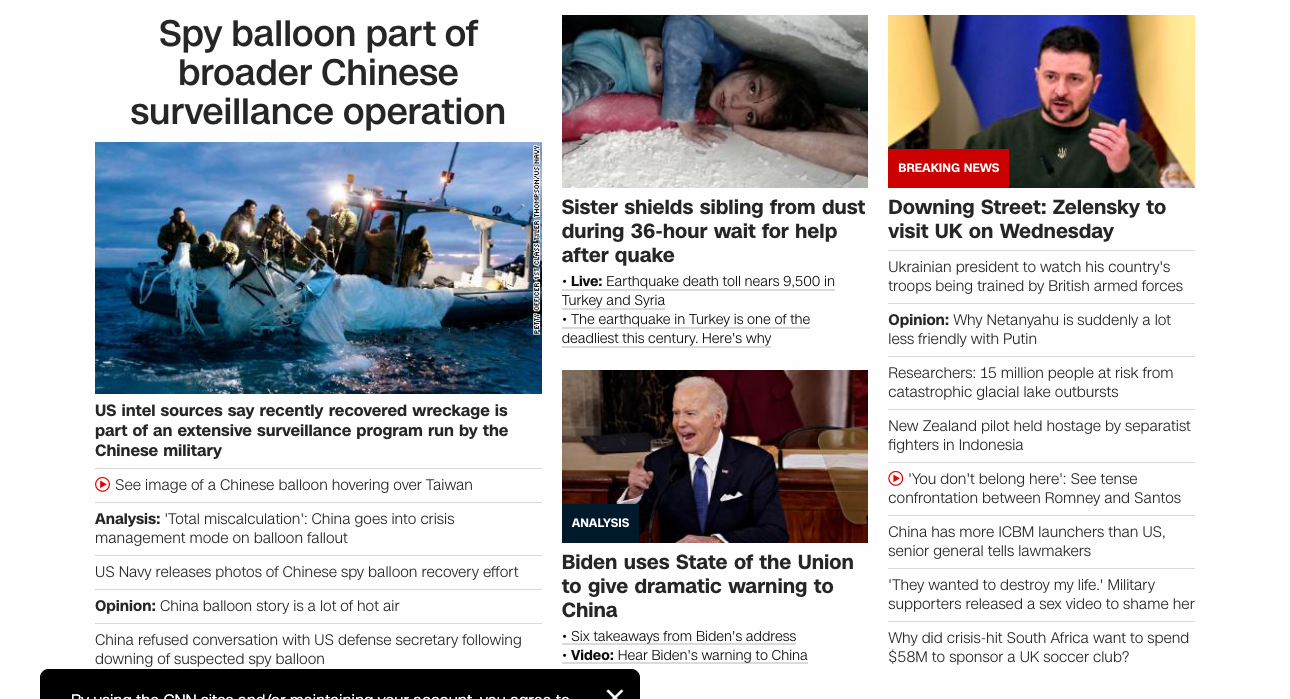 Spy balloon part of
broader Chinese
surveillance operation
PETTY OFFICER 1ST CLASS TYLER THOMPSON/US NAVY
US intel sources say recently recovered wreckage is
part of an extensive surveillance program run by the
Chinese military
See image of a Chinese balloon hovering over Taiwan
Analysis: 'Total miscalculation': China goes into crisis
management mode on balloon fallout
US Navy releases photos of Chinese spy balloon recovery effort
Opinion: China balloon story is a lot of hot air
China refused conversation with US defense secretary following
downing of suspected spy balloon
Sister shields sibling from dust
during 36-hour wait for help
after quake
• Live: Earthquake death toll nears 9,500 in
Turkey and Syria
• The earthquake in Turkey is one of the
deadliest this century. Here's why
ANALYSIS
Biden uses State of the Union
to give dramatic warning to
China
• Six takeaways from Biden's address
• Video: Hear Biden's warning to China
BREAKING NEWS
Downing Street: Zelensky to
visit UK on Wednesday
Ukrainian president to watch his country's
troops being trained by British armed forces
Opinion: Why Netanyahu is suddenly a lot
less friendly with Putin
Researchers: 15 million people at risk from
catastrophic glacial lake outbursts
New Zealand pilot held hostage by separatist
fighters in Indonesia
'You don't belong here': See tense
confrontation between Romney and Santos
China has more ICBM launchers than US,
senior general tells lawmakers
'They wanted to destroy my life.' Military
supporters released a sex video to shame her
Why did crisis-hit South Africa want to spend
$58M to sponsor a UK soccer club?
By using the CNN sites and/or maintaining your account, you agree to